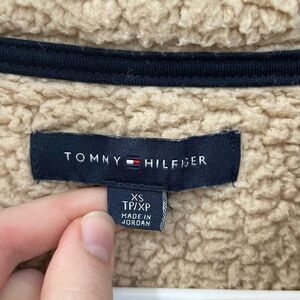 TOMMY HILFIGER
XS
TP/XP
MADE IN
JORDAN